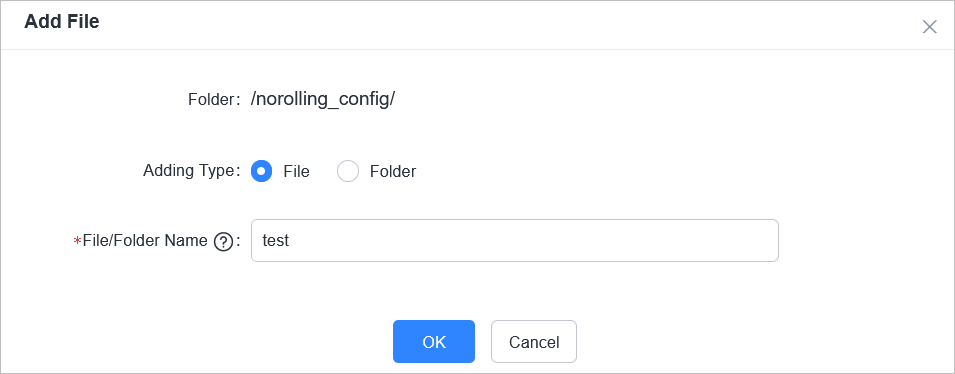 Add File
Folder: /norolling_config/
Adding Type: File Folder
*File/Folder Name ? : test
OK Cancel